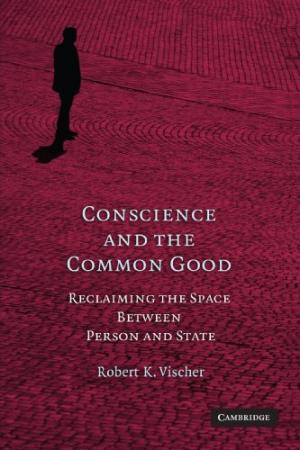 Conscience
and the
Common Good
Reclaiming the Space
Between
Person and State
Robert K. Vischer
Cambridge